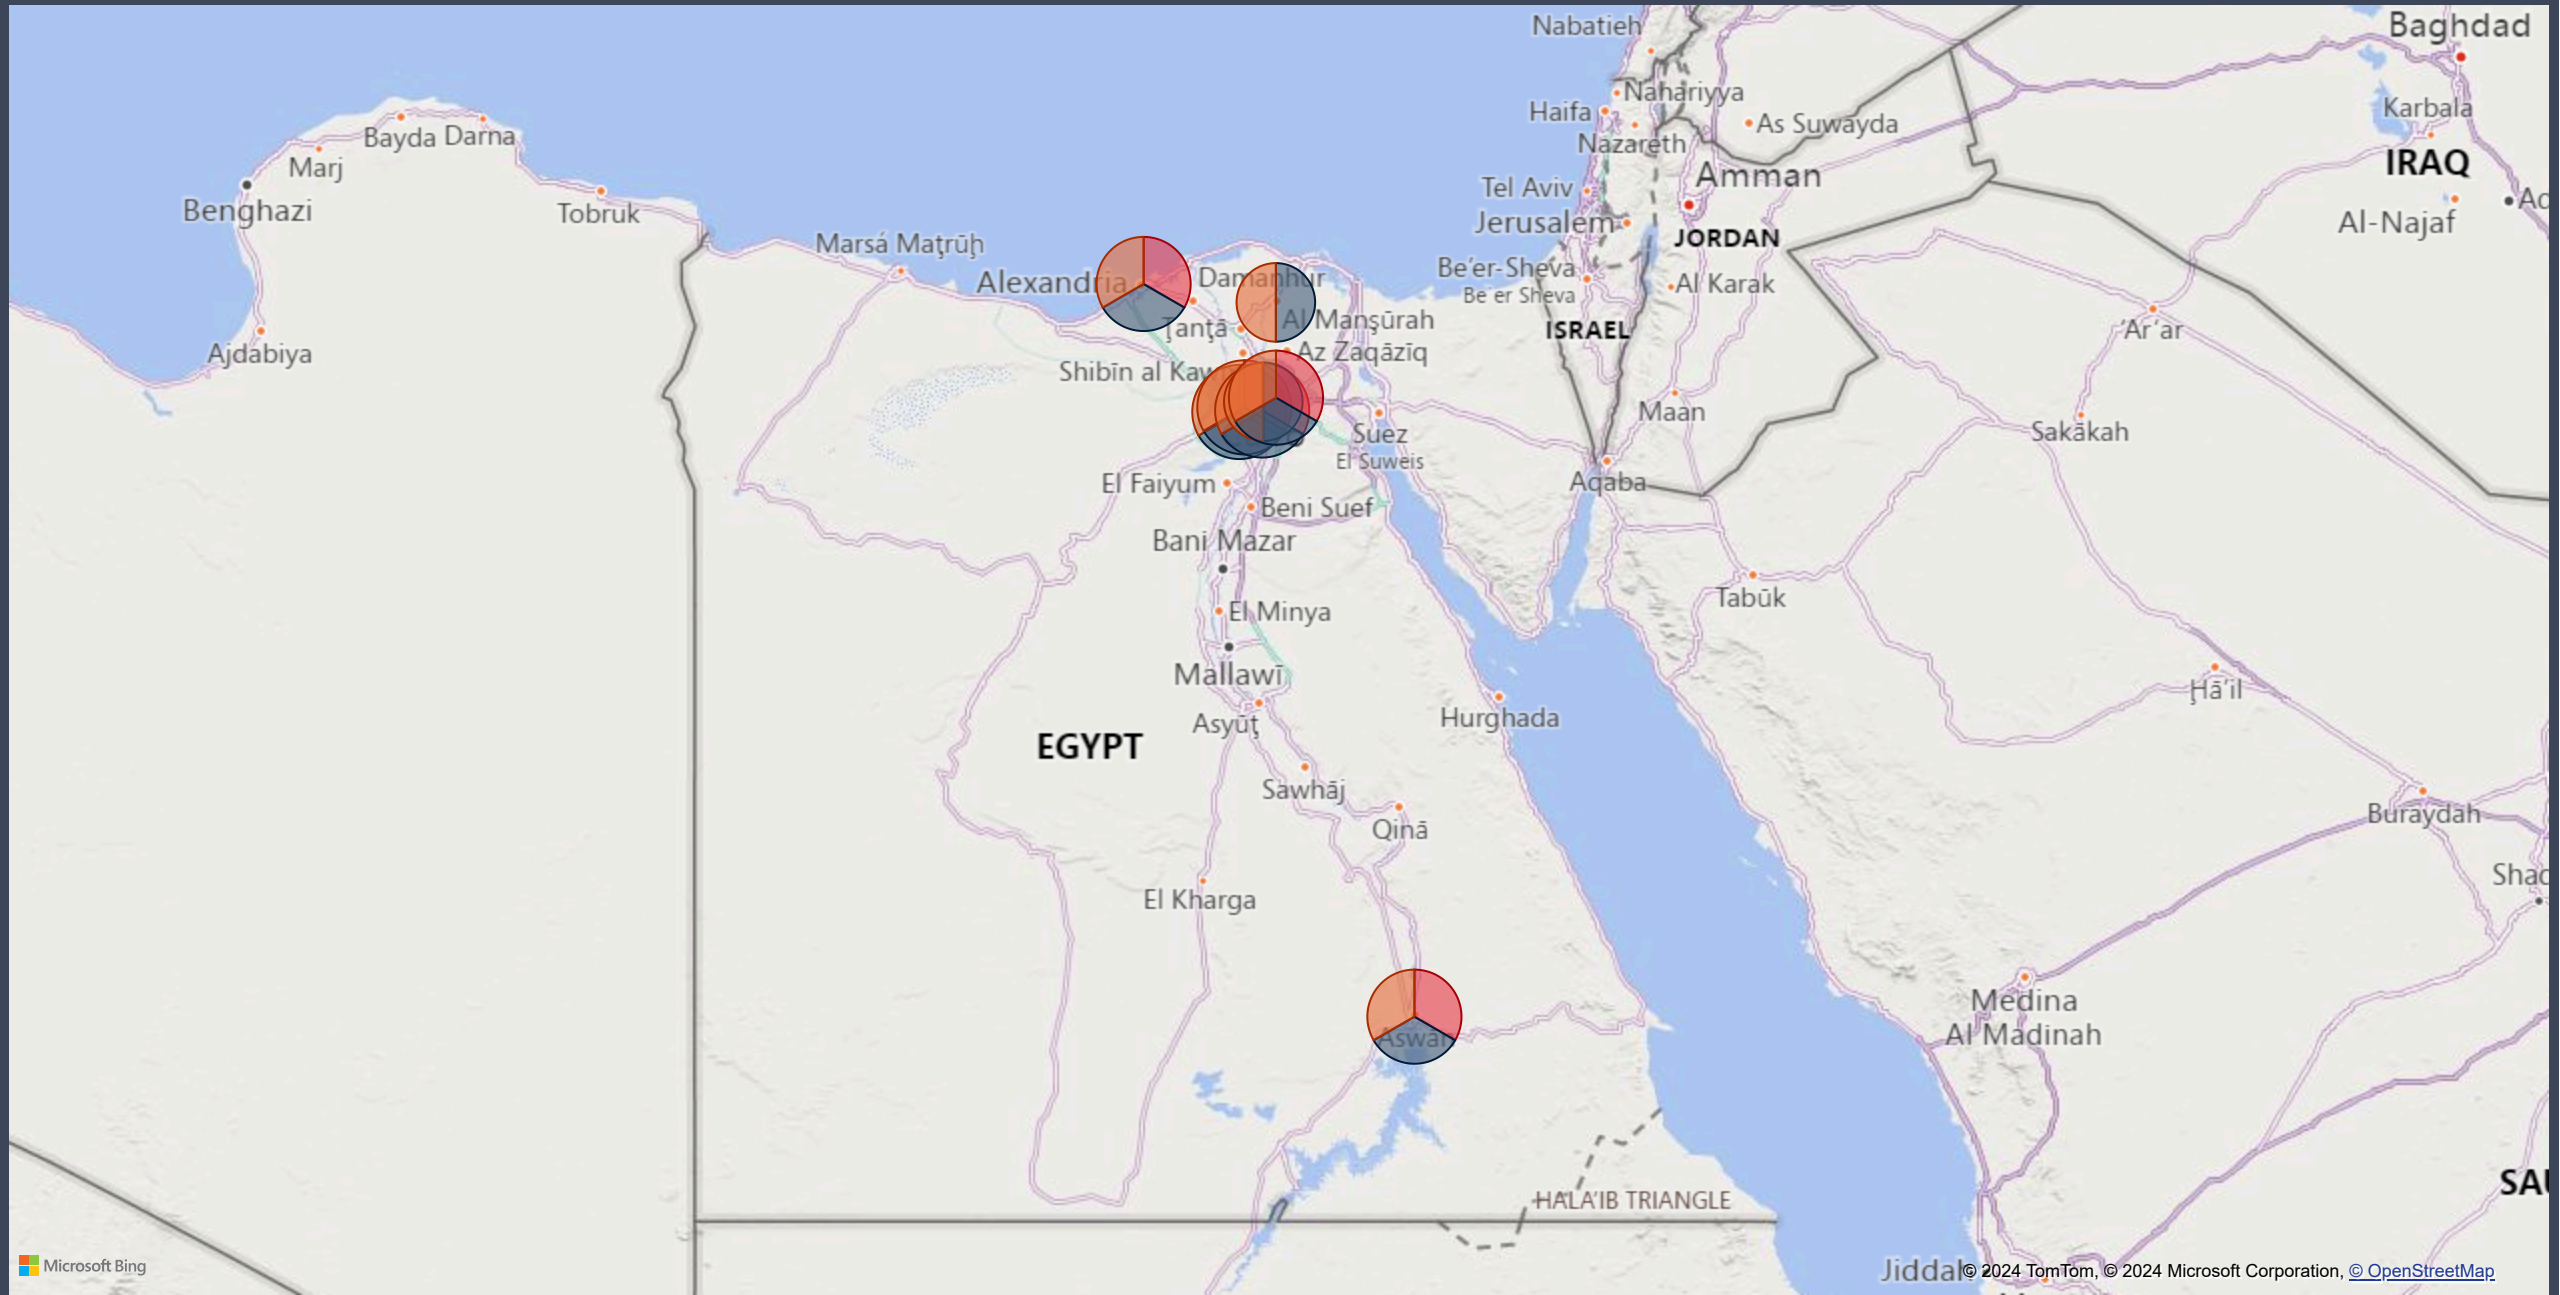 Nabatieh
Baghdad
Nahariyya
Haifa
As Suwayda
Karbala
Bayda
Darna
Nazareth
Marj
IRAQ
Amman
Tel Aviv
Benghazi
Tobruk
Jerusalem
Al-Najaf
JORDAN
Marsá Maţrūḩ
Alexandria
Damanhur
Be'er-Sheva
Be er Sheva
Al Karak
Ţanţā
Al Manşūrah
ISRAEL
'Ar'ar
Ajdabiya
Az Zaqāzīq
Shibīn al Kaw
Maan
Suez
El Suweis
Sakākah
El Faiyum
Aqaba
Beni Suef
Bani Mazar
Tabūk
El Minya
Mallawī
Ḩā'il
Asyūţ
Hurghada
EGYPT
Sawhāj
Qinā
Buraydah
El Kharga
Medina
Al Madinah
Aswān
HALA'IB TRIANGLE
Microsoft Bing
© 2024 TomTom, © 2024 Microsoft Corporation, © OpenStreetMap